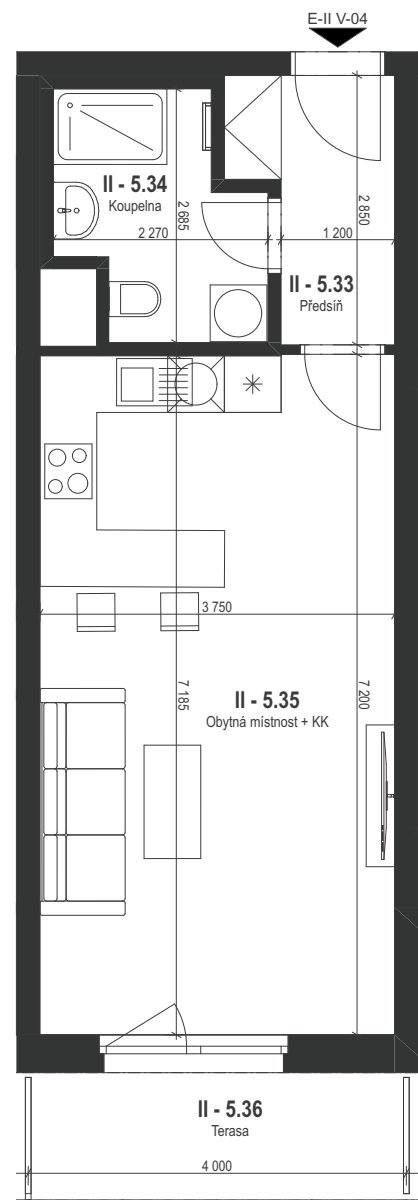 E-II V-04
II - 5.34
Koupelna
2 685
2 850
2 270
1 200
II - 5.33
Předsíň
3 750
7 185
7 200
II - 5.35
Obytná místnost + KK
II - 5.36
Terasa
4 000